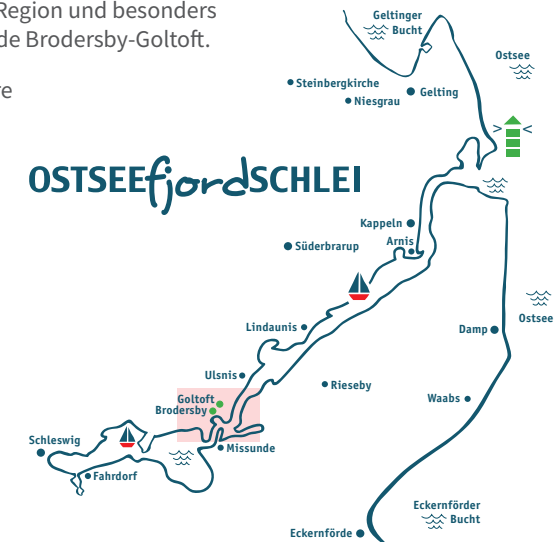 Region und besonders
de Brodersby-Goltoft.
re
OSTSEEfjordSCHLEI
Geltinger
Bucht
Ostsee
Steinbergkirche
Gelting
Niesgrau
> <
Kappeln
Arnis
Süderbrarup
Ostsee
Lindaunis
Damp
Ulsnis
Rieseby
Waabs
Goltoft
Brodersby
Schleswig
Missunde
Fahrdorf
Eckernförder
Bucht
Eckernförde